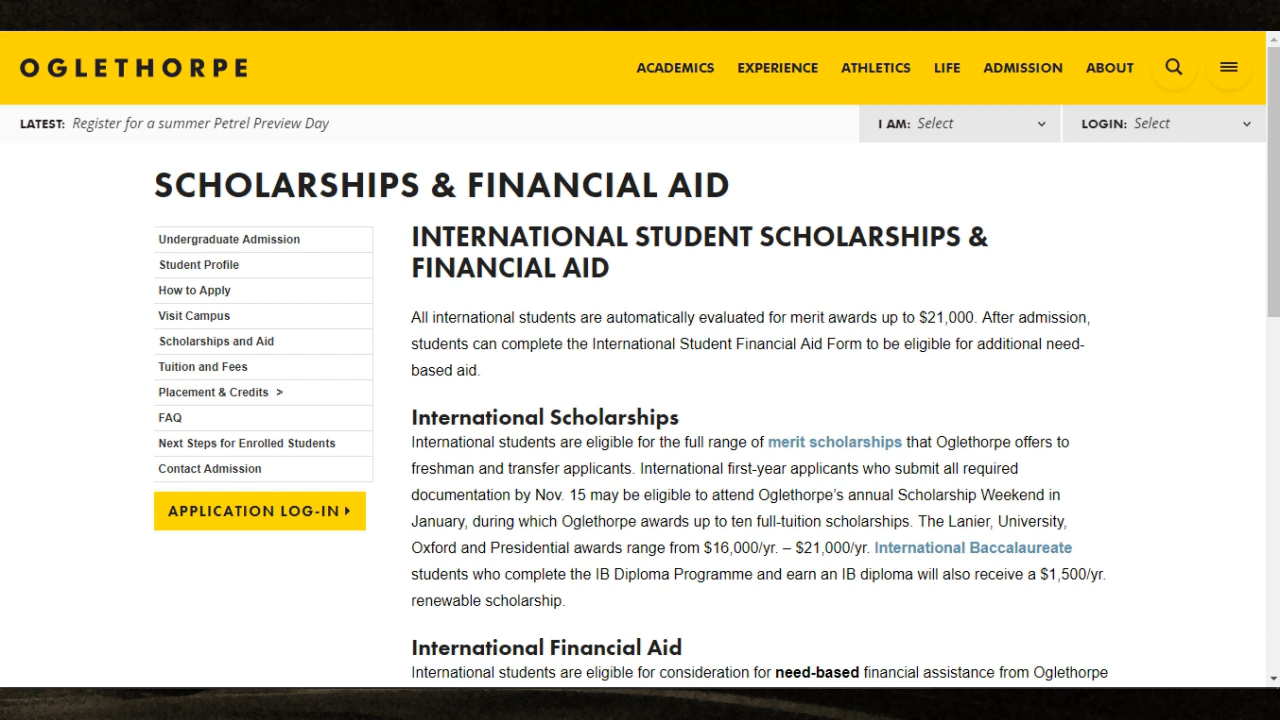 OGLETHORPE
ACADEMICS EXPERIENCE ATHLETICS LIFE ADMISSION ABOUT
LATEST: Register for a summer Petrel Preview Day
I AM: Select
LOGIN: Select
SCHOLARSHIPS & FINANCIAL AID
Undergraduate Admission
Student Profile
How to Apply
Visit Campus
Scholarships and Aid
Tuition and Fees
Placement & Credits >
FAQ
Next Steps for Enrolled Students
Contact Admission
APPLICATION LOG-IN
INTERNATIONAL STUDENT SCHOLARSHIPS &
FINANCIAL AID
All international students are automatically evaluated for merit awards up to $21,000. After admission,
students can complete the International Student Financial Aid Form to be eligible for additional need-
based aid.
International Scholarships
International students are eligible for the full range of merit scholarships that Oglethorpe offers to
freshman and transfer applicants. International first-year applicants who submit all required
documentation by Nov. 15 may be eligible to attend Oglethorpe’s annual Scholarship Weekend in
January, during which Oglethorpe awards up to ten full-tuition scholarships. The Lanier, University,
Oxford and Presidential awards range from $16,000/yr. – $21,000/yr. International Baccalaureate
students who complete the IB Diploma Programme and earn an IB diploma will also receive a $1,500/yr.
renewable scholarship.
International Financial Aid
International students are eligible for consideration for need-based financial assistance from Oglethorpe